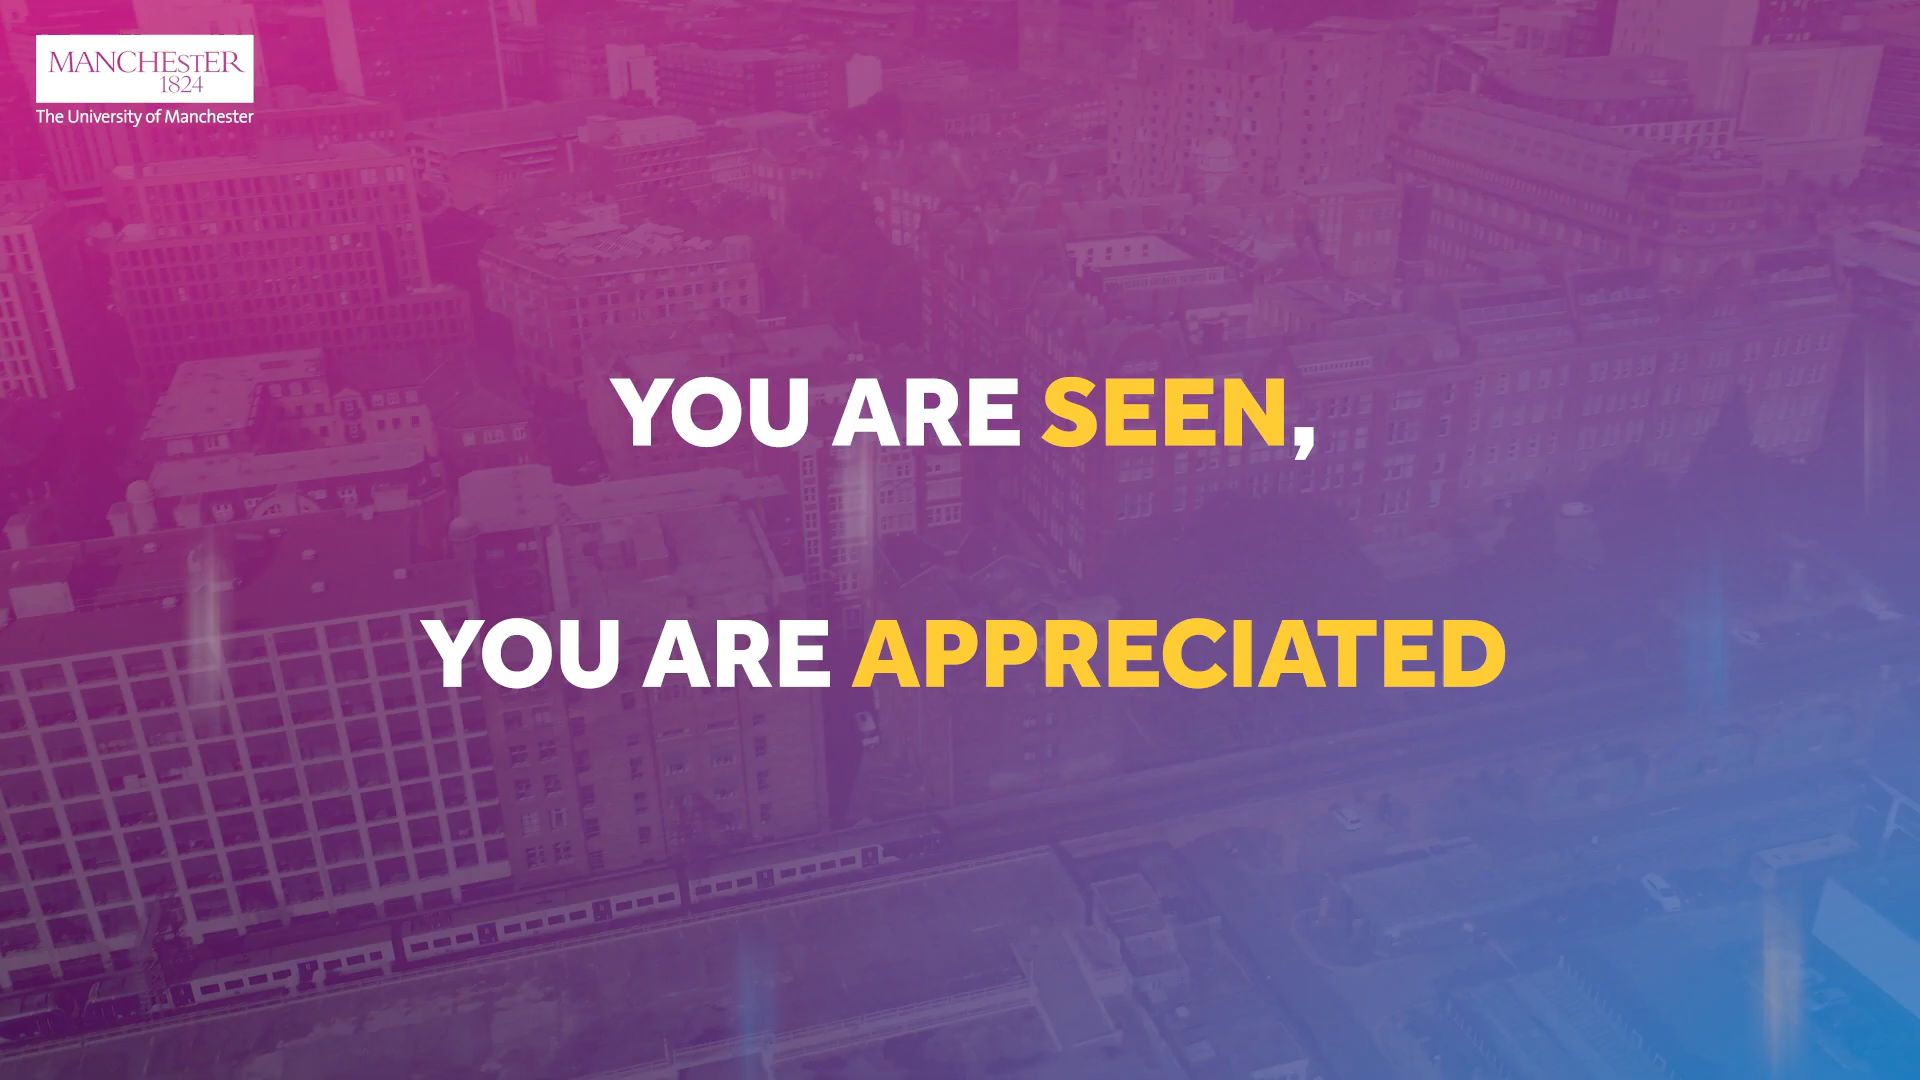 MANCHESTER
1824
The University of Manchester
YOU ARE SEEN,
YOU ARE APPRECIATED